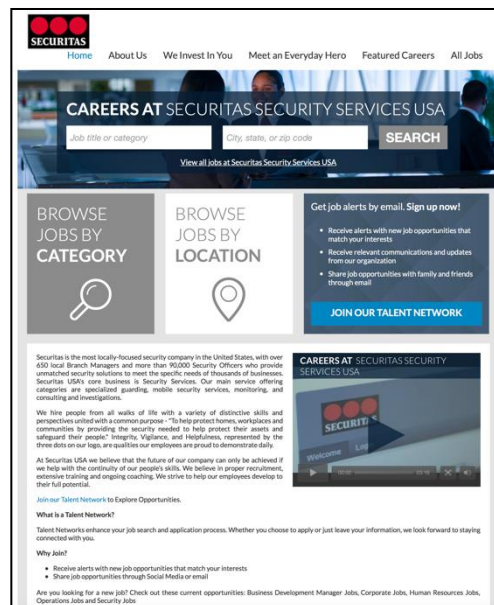 SECURITAS
Home About Us We Invest In You Meet an Everyday Hero Featured Careers All Jobs
CAREERS AT SECURITAS SECURITY SERVICES USA
Job title or category City, state, or zip code SEARCH
View all jobs at Securitas Security Services USA
BROWSE
JOBS BY
CATEGORY
BROWSE
JOBS BY
LOCATION
Get job alerts by email. Sign up now!
• Receive alerts with new job opportunities that
match your interests
• Receive relevant communications and updates
from our organization
• Share job opportunities with family and friends
through email
JOIN OUR TALENT NETWORK
Securitas is the most locally-focused security company in the United States, with over
650 local Branch Managers and more than 90,000 Security Officers who provide
unmatched security solutions to meet the specific needs of thousands of businesses.
Securitas USA's core business is Security Services. Our main service offering
categories are specialized guarding, mobile security services, monitoring, and
consulting and investigations.
We hire people from all walks of life with a variety of distinctive skills and
perspectives united with a common purpose - "To help protect homes, workplaces and
communities by providing the security needed to help protect their assets and
safeguard their people." Integrity, Vigilance, and Helpfulness, represented by the
three dots on our logo, are qualities our employees are proud to demonstrate daily.
At Securitas USA we believe that the future of our company can only be achieved if
we help with the continuity of our people's skills. We believe in proper recruitment,
extensive training and ongoing coaching. We strive to help our employees develop to
their full potential.
CAREERS AT SECURITAS SECURITY
SERVICES USA
SECURITAS
Welcome
00:00
Join our Talent Network to Explore Opportunities.
What is a Talent Network?
Talent Networks enhance your job search and application process. Whether you choose to apply or just leave your information, we look forward to staying
connected with you.
Why Join?
• Receive alerts with new job opportunities that match your interests
• Share job opportunities through Social Media or email
Are you looking for a new job? Check out these current opportunities: Business Development Manager Jobs, Corporate Jobs, Human Resources Jobs,
Operations Jobs and Security Jobs